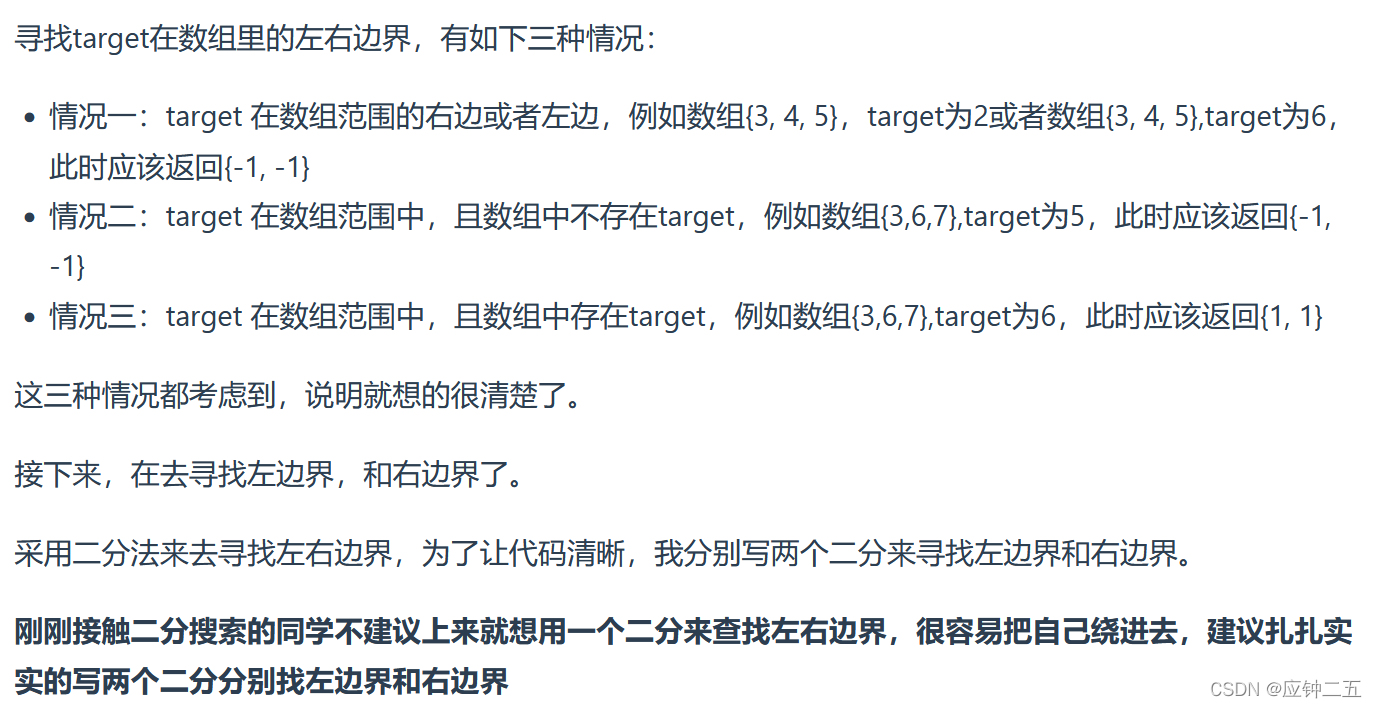 寻找target在数组里的左右边界，有如下三种情况：
• 情况一：target 在数组范围的右边或者左边，例如数组{3, 4, 5}，target为2或者数组{3, 4, 5},target为6，
此时应该返回{-1, -1}
• 情况二：target 在数组范围中，且数组中不存在target，例如数组{3,6,7},target为5，此时应该返回{-1,
-1}
• 情况三：target 在数组范围中，且数组中存在target，例如数组{3,6,7},target为6，此时应该返回{1, 1}
这三种情况都考虑到，说明就想的很清楚了。
接下来，在去寻找左边界，和右边界了。
采用二分法来去寻找左右边界，为了让代码清晰，我分别写两个二分来寻找左边界和右边界。
刚刚接触二分搜索的同学不建议上来就想用一个二分来查找左右边界，很容易把自己绕进去，建议扎扎实
实的写两个二分分别找左边界和右边界
CSDN @应钟二五